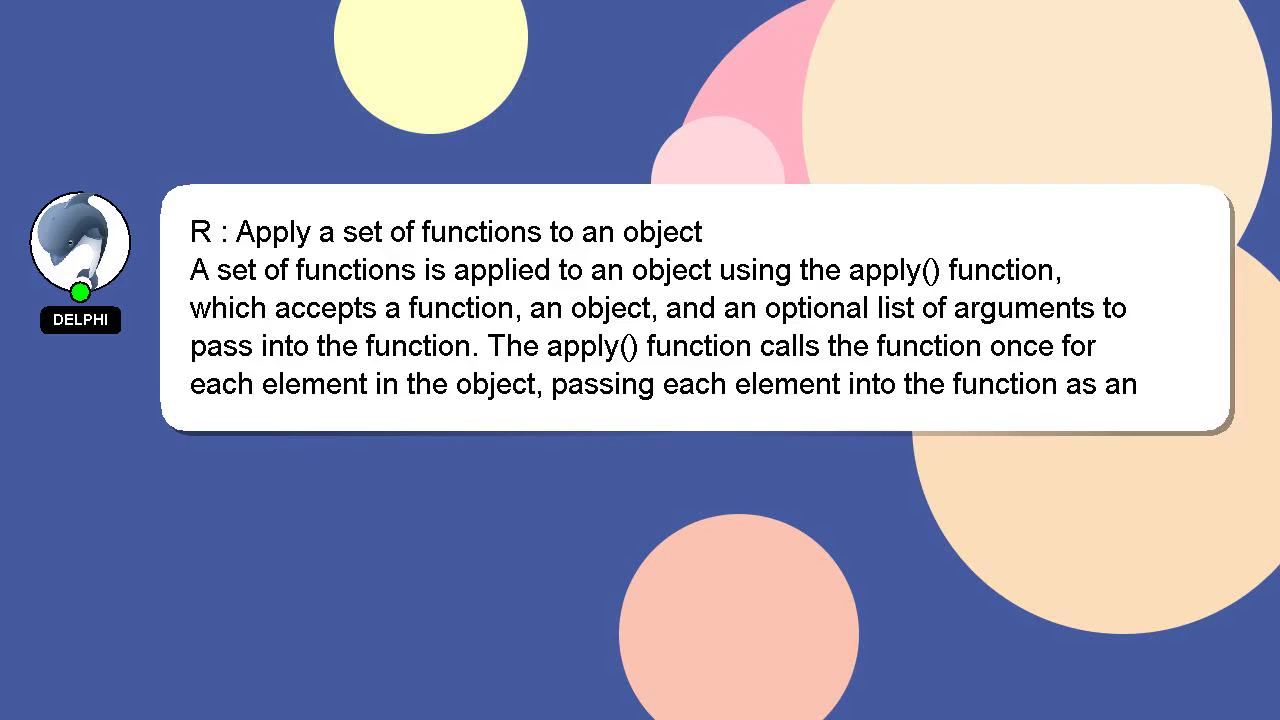 R : Apply a set of functions to an object
A set of functions is applied to an object using the apply() function,
which accepts a function, an object, and an optional list of arguments to
pass into the function. The apply() function calls the function once for
each element in the object, passing each element into the function as an
DELPHI